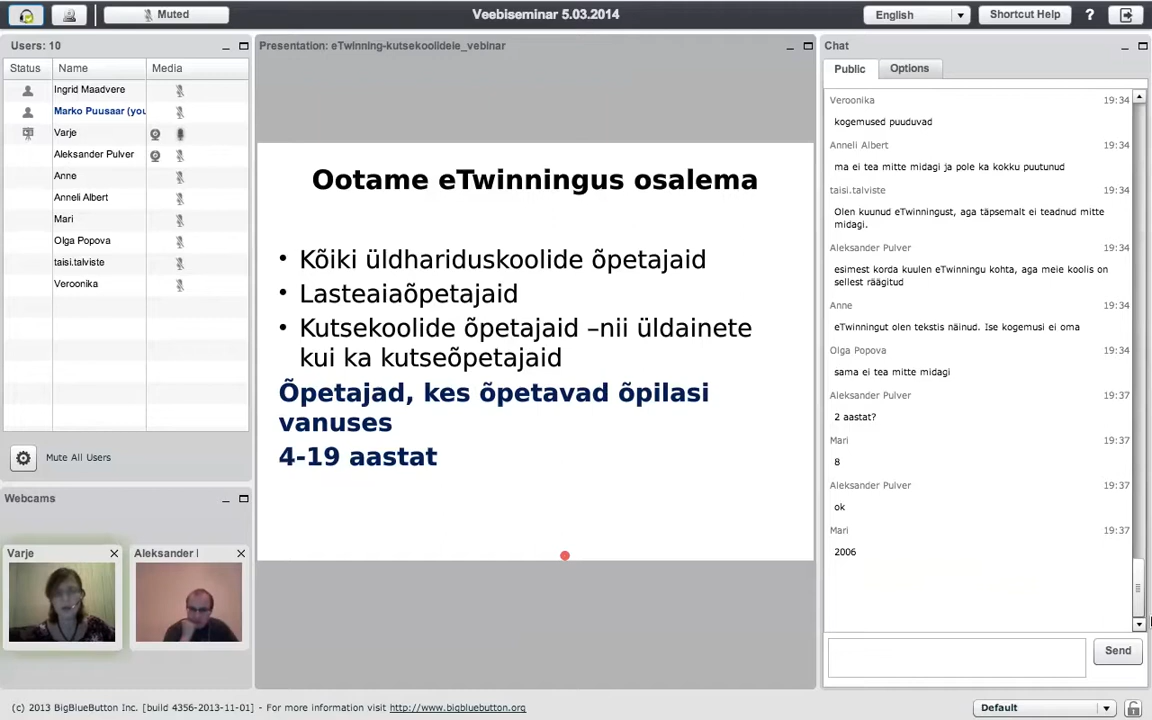 Muted
Veebiseminar 5.03.2014
English
Shortcut Help
?
Users: 10
Status Name Media
Ingrid Maadvere
Marko Puusaar (you
Varje
Aleksander Pulver
Anne
Anneli Albert
Mari
Olga Popova
taisi.talviste
Veroonika
Mute All Users
Webcams
Varje
Aleksander
Presentation: eTwinning-kutsekoolideie_vebinar
Ootame eTwinningus osalema
• Kõiki üldhariduskoolide õpetajaid
• Lasteaiaõpetajaid
• Kutsekoolide õpetajaid –nii üldainete
kui ka kutseõpetajaid
Õpetajad, kes õpetavad õpilasi
vanuses
4-19 aastat
Chat
Public Options
Veroonika 19:34
kogemused puuduvad
Anneli Albert 19:34
ma ei tea mitte midagi ja pole ka kokku puutunud
taisi.talviste 19:34
Olen kuunud eTwinningust, aga täpsemalt ei teadnud mitte
midagi.
Aleksander Pulver 19:34
esimest korda kuulen eTwinningu kohta, aga meie koolis on
sellest räägitud
Anne 19:34
eTwinningut olen tekstis näinud. Ise kogemusi ei oma
Olga Popova 19:34
sama ei tea mitte midagi
Aleksander Pulver 19:37
2 aastat?
Mari 19:37
8
Aleksander Pulver 19:37
ok
Mari 19:37
2006
Send
(c) 2013 BigBlueButton Inc. [build 4356-2013-11-01] - For more information visit http://www.bigbluebutton.org
Default